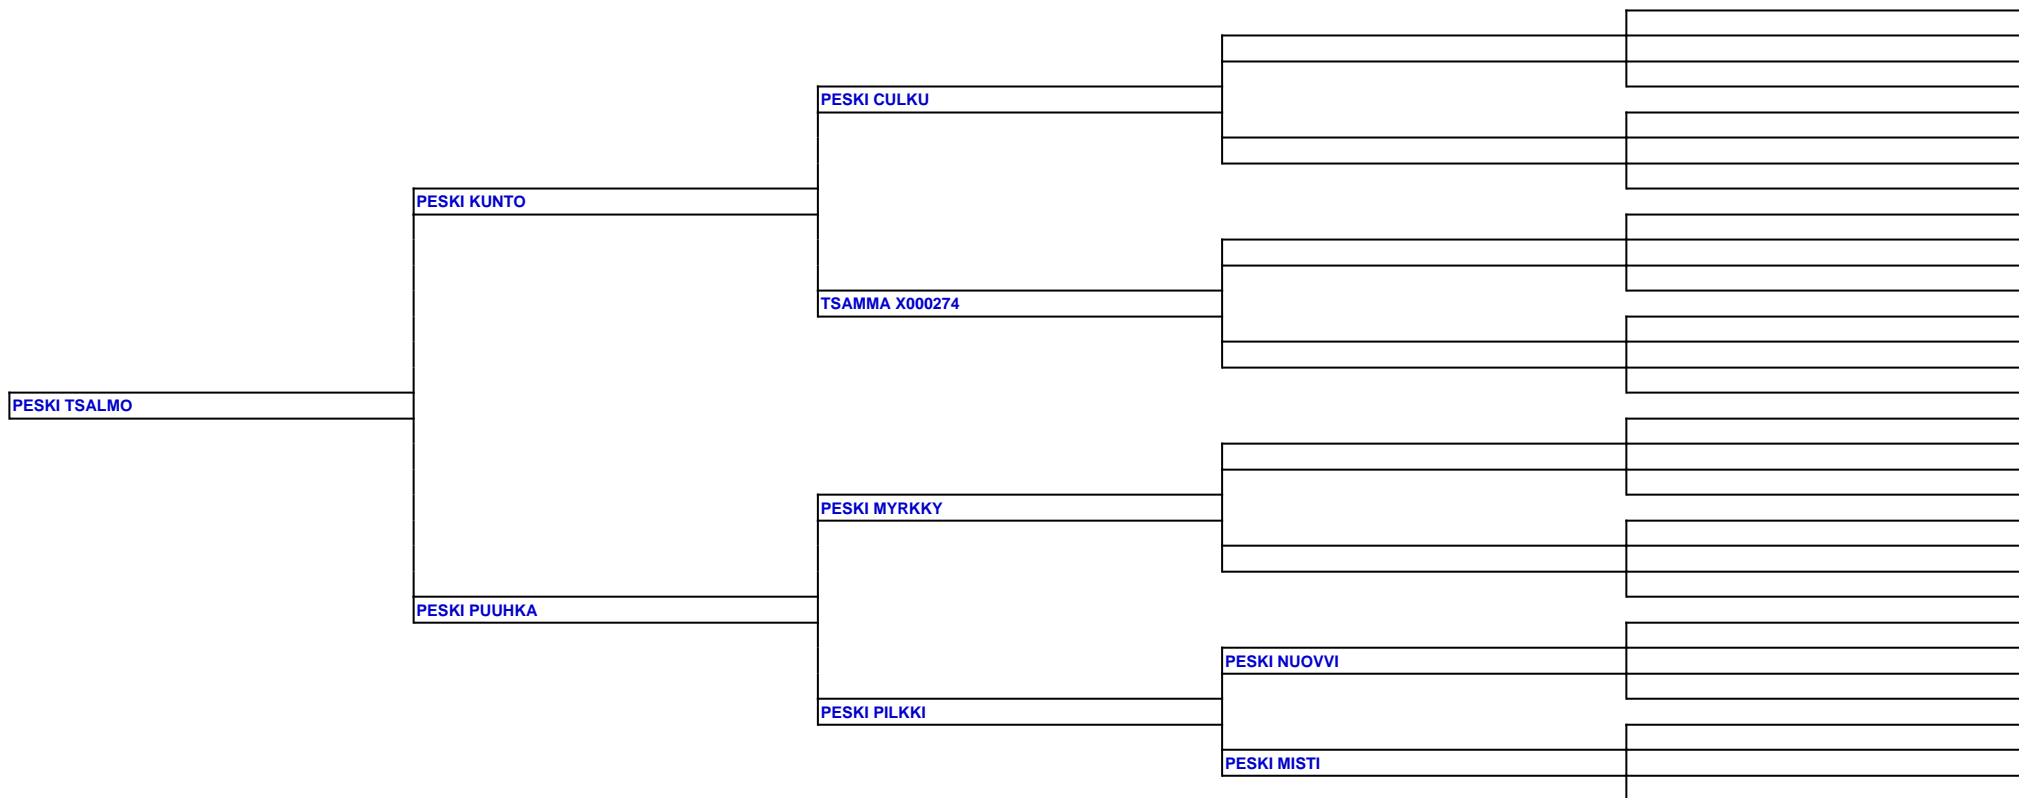 PESKI CULKU
PESKI KUNTO
TSAMMA X000274
PESKI TSALMO
PESKI MYRKKY
PESKI PUUHKA
PESKI NUOVVI
PESKI PILKKI
PESKI MISTI